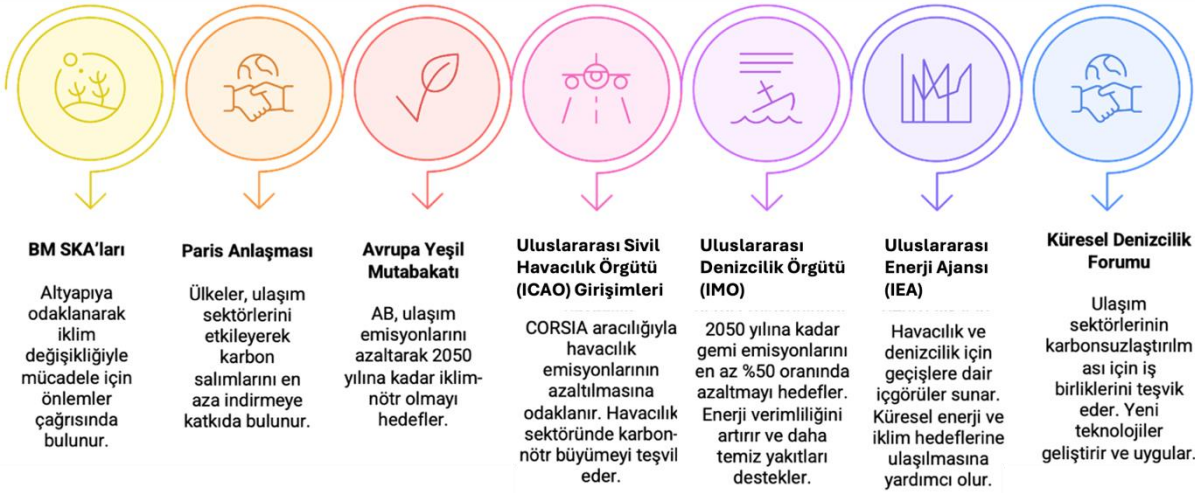 BM SKA'ları
Altyapıya
odaklanarak
iklim
değişikliğiyle
mücadele için
önlemler
çağrısında
bulunur.
Paris Anlaşması
Ülkeler, ulaşım
sektörlerini
etkileyerek
karbon
salımlarını en
aza indirmeye
katkıda bulunur.
Avrupa Yeşil
Mutabakatı
AB, ulaşım
emisyonlarını
azaltarak 2050
yılına kadar iklim-
nötr olmayı
hedefler.
Uluslararası Sivil
Havacılık Örgütü
(ICAO) Girişimleri
CORSIA aracılığıyla
havacılık
emisyonlarının
azaltılmasına
odaklanır. Havacılık
sektöründe karbon-
nötr büyümeyi teşvil
eder.
Uluslararası
Denizcilik Örgütü
(IMO)
2050 yılına kadar
gemi emisyonlarını
en az %50 oranında
azaltmayı hedefler.
Enerji verimliliğini
artırır ve daha
temiz yakıtları
destekler.
Uluslararası
Enerji Ajansı
(IEA)
Havacılık ve
denizcilik için
geçişlere dair
içgörüler sunar.
Küresel enerji ve
iklim hedeflerine
ulaşılmasına
yardımcı olur.
Küresel Denizcilik
Forumu
Ulaşım
sektörlerinin
karbonsuzlaştırılm
ası için iş
birliklerini teşvik
eder. Yeni
teknolojiler
geliştirir ve uygular.